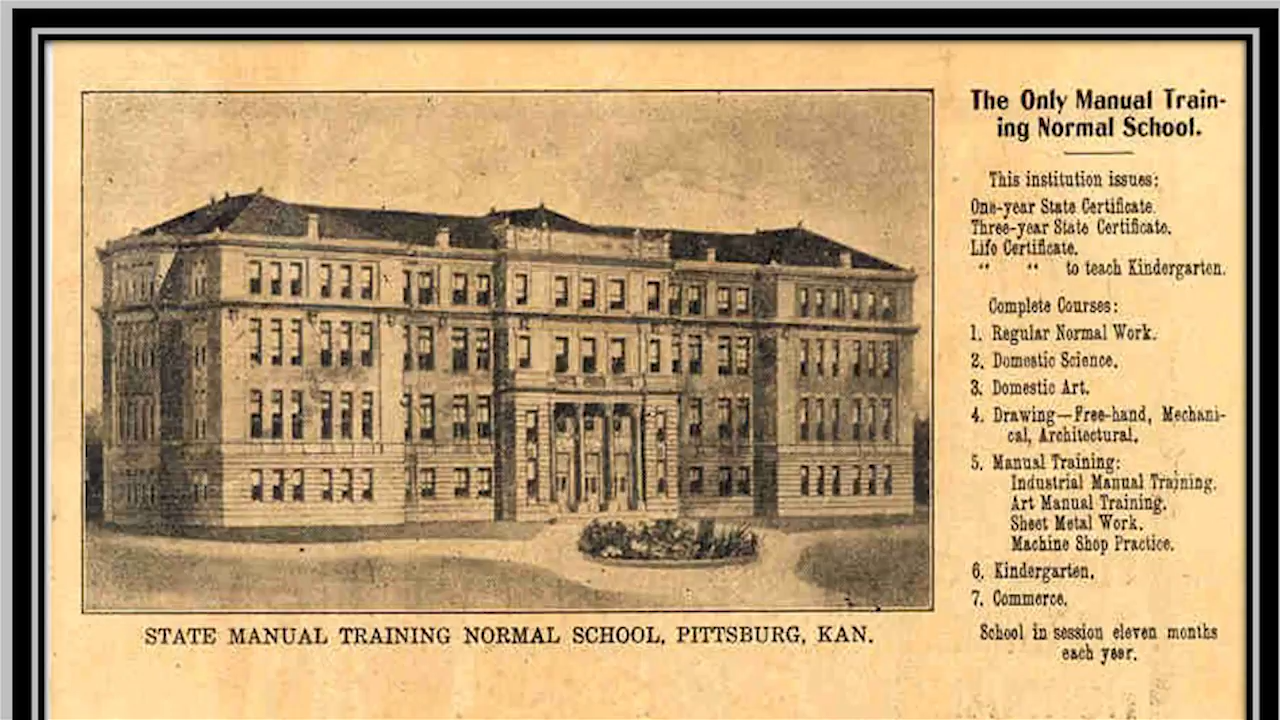 The Only Manual Train-
ing Normal School.
This institution issues:
One-year State Certificate.
Three-year State Certificate.
Life Certificate.
“ “ to teach Kindergarten.
Complete Courses:
1. Regular Normal Work.
2. Domestic Science.
3. Domestic Art.
4. Drawing—Free-hand, Mechani-
cal, Architectural.
5. Manual Training:
Industrial Manual Training.
Art Manual Training.
Sheet Metal Work.
Machine Shop Practice.
6. Kindergarten.
7. Commerce.
School in session eleven months
each year.
STATE MANUAL TRAINING NORMAL SCHOOL, PITTSBURG, KAN.